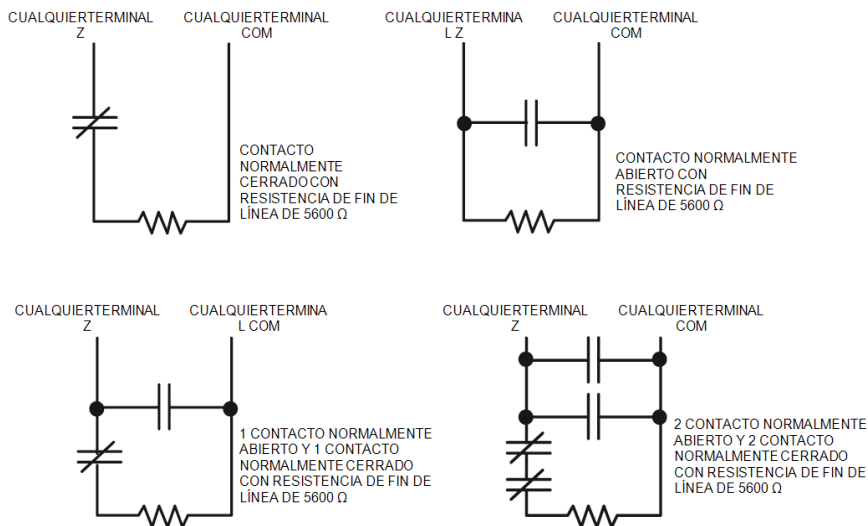 CUALQUIERTERMINAL
Z
CUALQUIERTERMINAL
COM
CONTACTO
NORMALMENTE
CERRADO CON
RESISTENCIA DE FIN DE
LÍNEA DE 5600 Ω
CUALQUIERTERMINA
L Z
CUALQUIERTERMINAL
COM
CONTACTO NORMALMENTE
ABIERTO CON
RESISTENCIA DE FIN DE
LÍNEA DE 5600 Ω
CUALQUIERTERMINAL
Z
CUALQUIERTERMINA
L COM
1 CONTACTO NORMALMENTE
ABIERTO Y 1 CONTACTO
NORMALMENTE CERRADO
CON RESISTENCIA DE FIN DE
LÍNEA DE 5600 Ω
CUALQUIERTERMINAL
Z
CUALQUIERTERMINAL
COM
2 CONTACTO NORMALMENTE
ABIERTO Y 2 CONTACTO
NORMALMENTE CERRADO
CON RESISTENCIA DE FIN DE
LÍNEA DE 5600 Ω